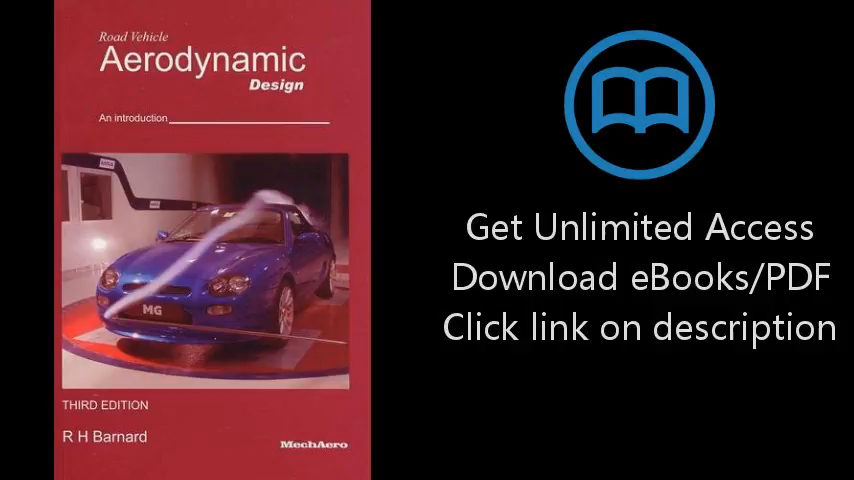 Road Vehicle
Aerodynamic
Design
An introduction
MIRA
MG
THIRD EDITION
R H Barnard
MechAero
Get Unlimited Access
Download eBooks/PDF
Click link on description